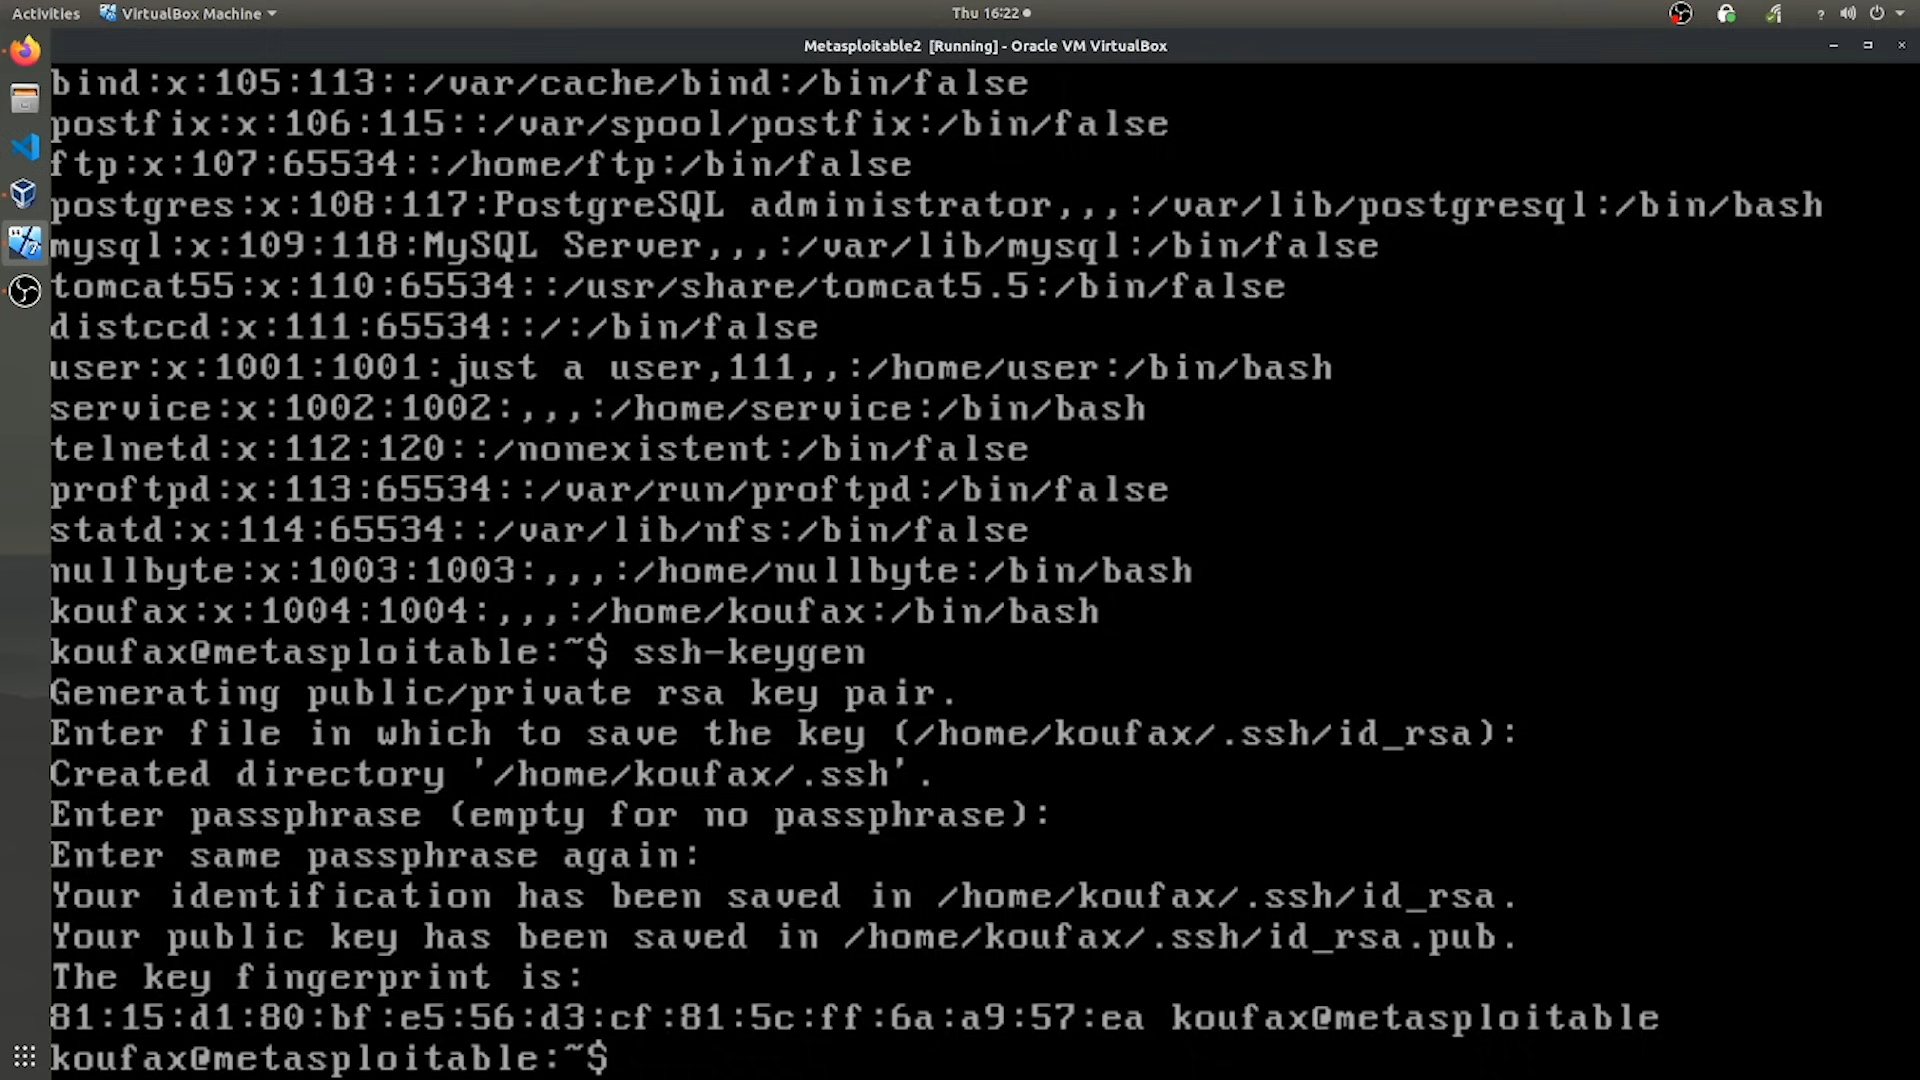 Activities VirtualBox Machine Thu 16:22
Metasploitable2 [Running] - Oracle VM VirtualBox
bind:x:105:113::/var/cache/bind:/bin/false
postfix:x:106:115::/var/spool/postfix:/bin/false
ftp:x:107:65534::/home/ftp:/bin/false
postgres:x:108:117:PostgreSQL administrator,,,:/var/lib/postgresql:/bin/bash
mysql:x:109:118:MySQL Server,,,:/var/lib/mysql:/bin/false
tomcat55:x:110:65534::/usr/share/tomcat5.5:/bin/false
distccd:x:111:65534::/:/bin/false
user:x:1001:1001:just a user,111,,:/home/user:/bin/bash
service:x:1002:1002:,,,:/home/service:/bin/bash
telnetd:x:112:120::/nonexistent:/bin/false
proftpd:x:113:65534::/var/run/proftpd:/bin/false
statd:x:114:65534::/var/lib/nfs:/bin/false
nullbyte:x:1003:1003:,,,:/home/nullbyte:/bin/bash
koufax:x:1004:1004:,,,:/home/koufax:/bin/bash
koufax@metasploitable:~$ ssh-keygen
Generating public/private rsa key pair.
Enter file in which to save the key (/home/koufax/.ssh/id_rsa):
Created directory '/home/koufax/.ssh'.
Enter passphrase (empty for no passphrase):
Enter same passphrase again:
Your identification has been saved in /home/koufax/.ssh/id_rsa.
Your public key has been saved in /home/koufax/.ssh/id_rsa.pub.
The key fingerprint is:
81:15:d1:80:bf:e5:56:d3:cf:81:5c:ff:6a:a9:57:ea koufax@metasploitable
koufax@metasploitable:~$